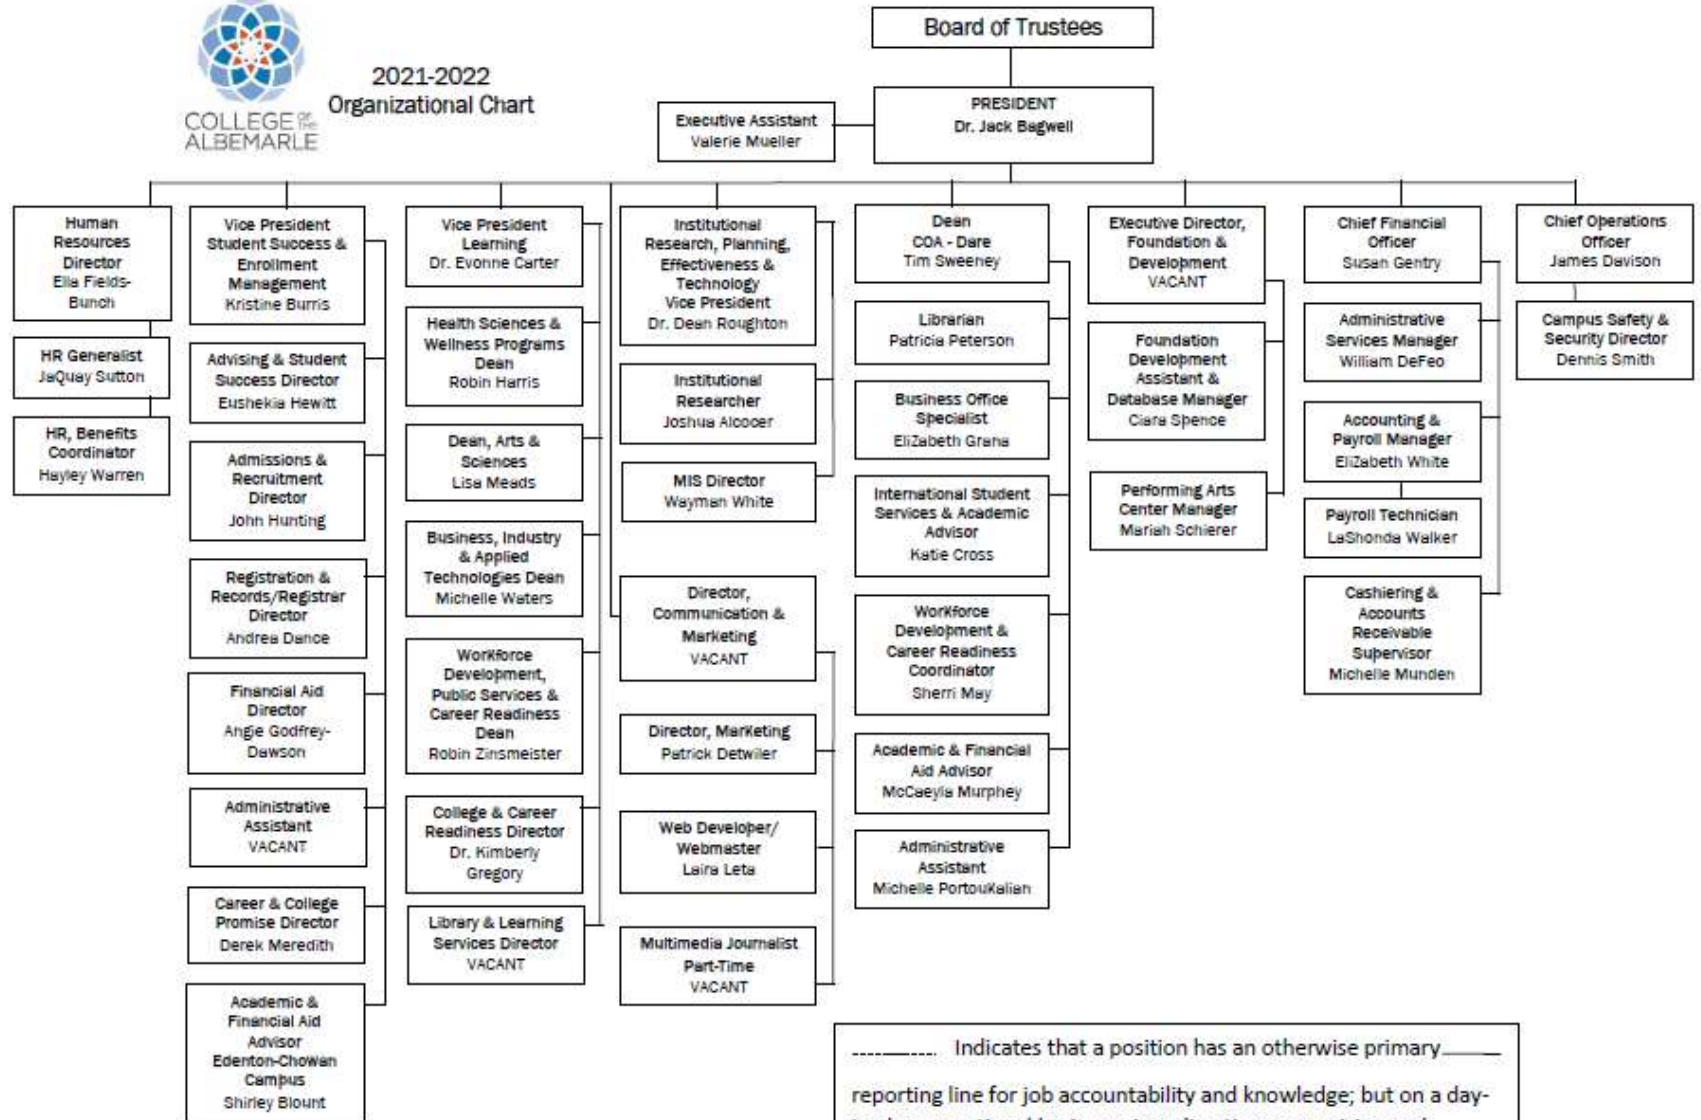 COLLEGE OF THE
ALBEMARLE
2021-2022
Organizational Chart
Board of Trustees
PRESIDENT
Dr. Jack Bagwell
Executive Assistant
Valerie Mueller
Human
Resources
Director
Ella Fields-
Bunch
HR Generalist
JaQuay Sutton
HR, Benefits
Coordinator
Hayley Warren
Vice President
Student Success &
Enrollment
Management
Kristine Burris
Advising & Student
Success Director
Eushekia Hewitt
Admissions &
Recruitment
Director
John Hunting
Registration &
Records/Registrar
Director
Andrea Dance
Financial Aid
Director
Angie Godfrey-
Dawson
Administrative
Assistant
VACANT
Career & College
Promise Director
Derek Meredith
Academic &
Financial Aid
Advisor
Edenton-Chowan
Campus
Shirley Blount
Vice President
Learning
Dr. Evonne Carter
Health Sciences &
Wellness Programs
Dean
Robin Harris
Dean, Arts &
Sciences
Lisa Meads
Business, Industry
& Applied
Technologies Dean
Michelle Waters
Workforce
Development,
Public Services &
Career Readiness
Dean
Robin Zinsmeister
College & Career
Readiness Director
Dr. Kimberly
Gregory
Library & Learning
Services Director
VACANT
Institutional
Research, Planning,
Effectiveness &
Technology
Vice President
Dr. Dean Roughton
Institutional
Researcher
Joshua Alcocer
MIS Director
Wayman White
Director,
Communication &
Marketing
VACANT
Director, Marketing
Patrick Detwiler
Web Developer/
Webmaster
Laira Leta
Multimedia Journalist
Part-Time
VACANT
Dean
COA - Dare
Tim Sweeney
Librarian
Patricia Peterson
Business Office
Specialist
Elizabeth Grana
International Student
Services & Academic
Advisor
Katie Cross
Workforce
Development &
Career Readiness
Coordinator
Sherri May
Academic & Financial
Aid Advisor
McCaeyla Murphey
Administrative
Assistant
Michelle Portoukalian
Executive Director,
Foundation &
Development
VACANT
Foundation
Development
Assistant &
Database Manager
Ciara Spence
Performing Arts
Center Manager
Mariah Schierer
Chief Financial
Officer
Susan Gentry
Administrative
Services Manager
William DeFeo
Accounting &
Payroll Manager
Elizabeth White
Payroll Technician
LaShonda Walker
Cashiering &
Accounts
Receivable
Supervisor
Michelle Munden
Chief Operations
Officer
James Davison
Campus Safety &
Security Director
Dennis Smith
Indicates that a position has an otherwise primary
reporting line for job accountability and knowledge; but on a day-